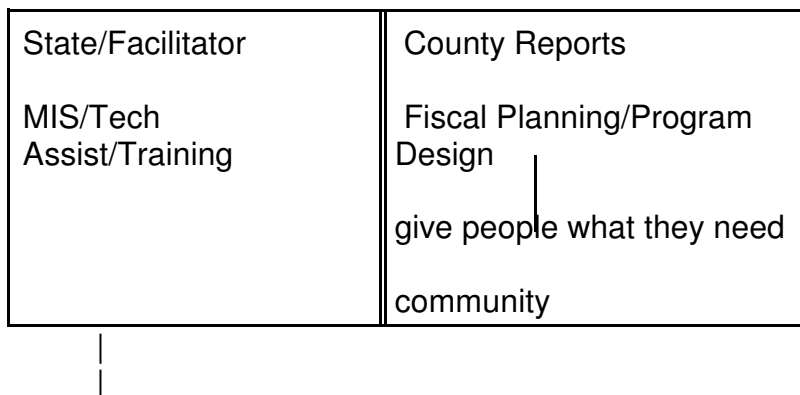 State/Facilitator
MIS/Tech
Assist/Training
County Reports
Fiscal Planning/Program
Design
give people what they need
community
|
|